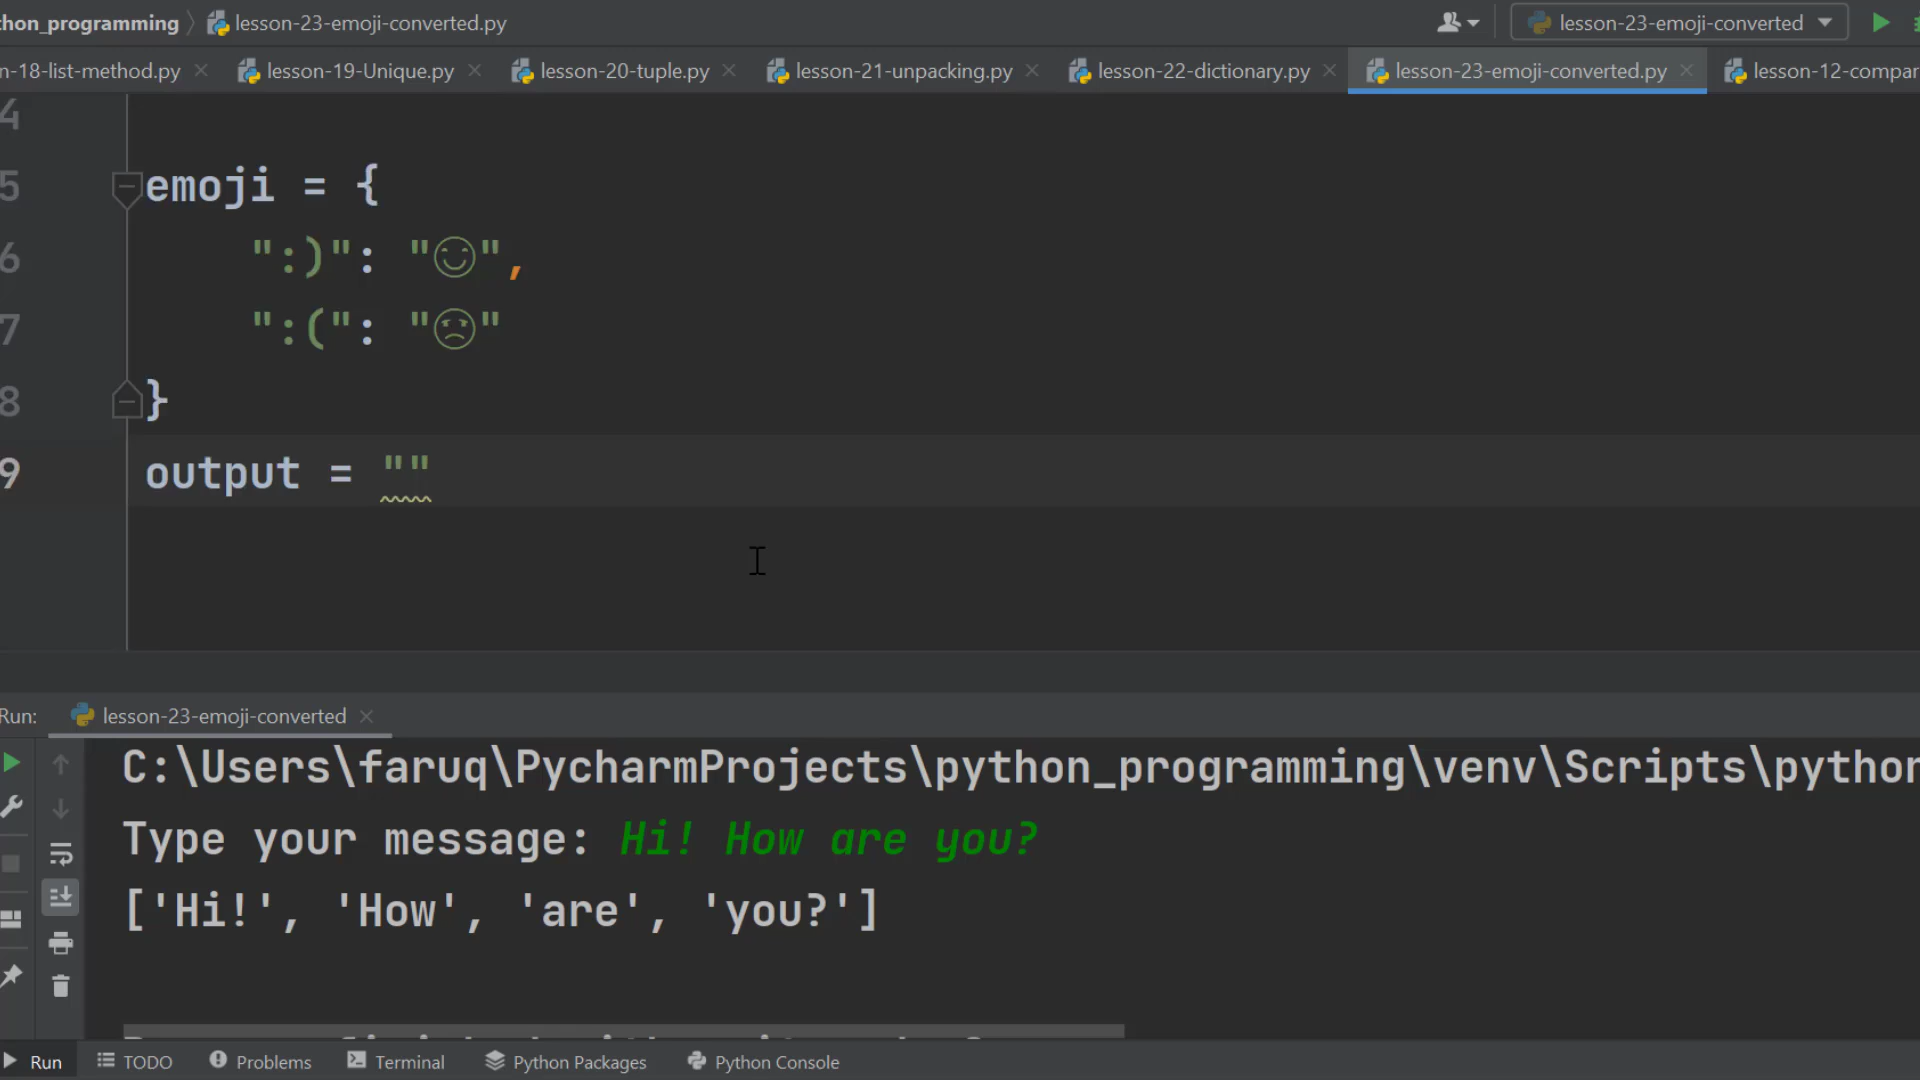 thon_programming lesson-23-emoji-converted.py lesson-23-emoji-converted
n-18-list-method.py lesson-19-Unique.py lesson-20-tuple.py lesson-21-unpacking.py lesson-22-dictionary.py lesson-23-emoji-converted.py lesson-12-compar
4
5 emoji = {
6 ":)": "☺",
7 ":(": "😒"
8 }
9 output = ""
Run: lesson-23-emoji-converted
C:\Users\faruq\PycharmProjects\python_programming\venv\Scripts\python
Type your message: Hi! How are you?
['Hi!', 'How', 'are', 'you?']
Run TODO Problems Terminal Python Packages Python Console